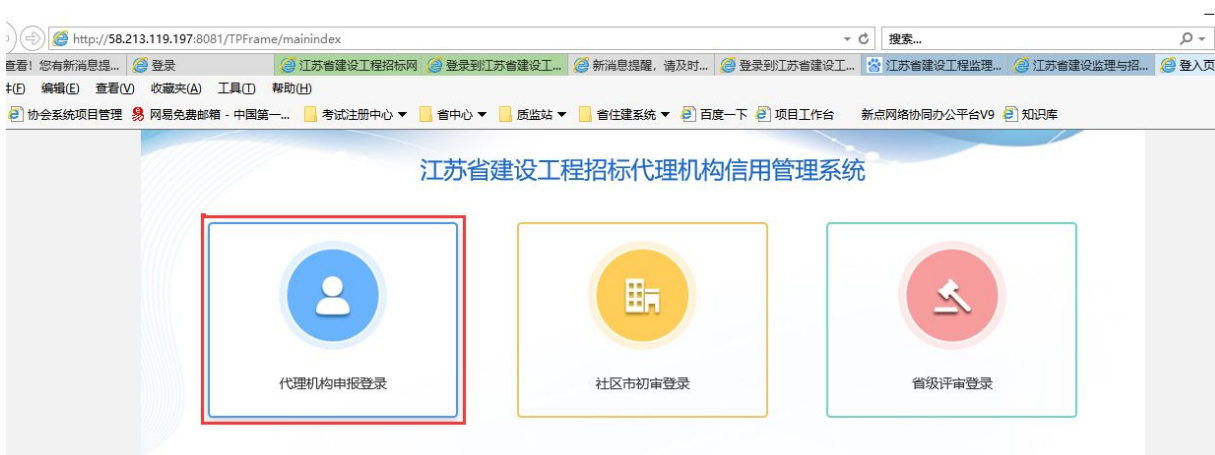 http://58.213.119.197:8081/TPFrame/mainindex 搜索...
查看！您有新消息提... 登录 江苏省建设工程招标网 登录到江苏省建设工... 新消息提醒，请及时... 登录到江苏省建设工... 江苏省建设工程监理... 江苏省建设监理与招... 登入页
编辑(E) 查看(V) 收藏夹(A) 工具(T) 帮助(H)
协会系统项目管理 网易免费邮箱 - 中国第一... 考试注册中心 省中心 质监站 省住建系统 百度一下 项目工作台 新点网络协同办公平台V9 知识库
江苏省建设工程招标代理机构信用管理系统
代理机构申报登录 社区市初审登录 省级评审登录